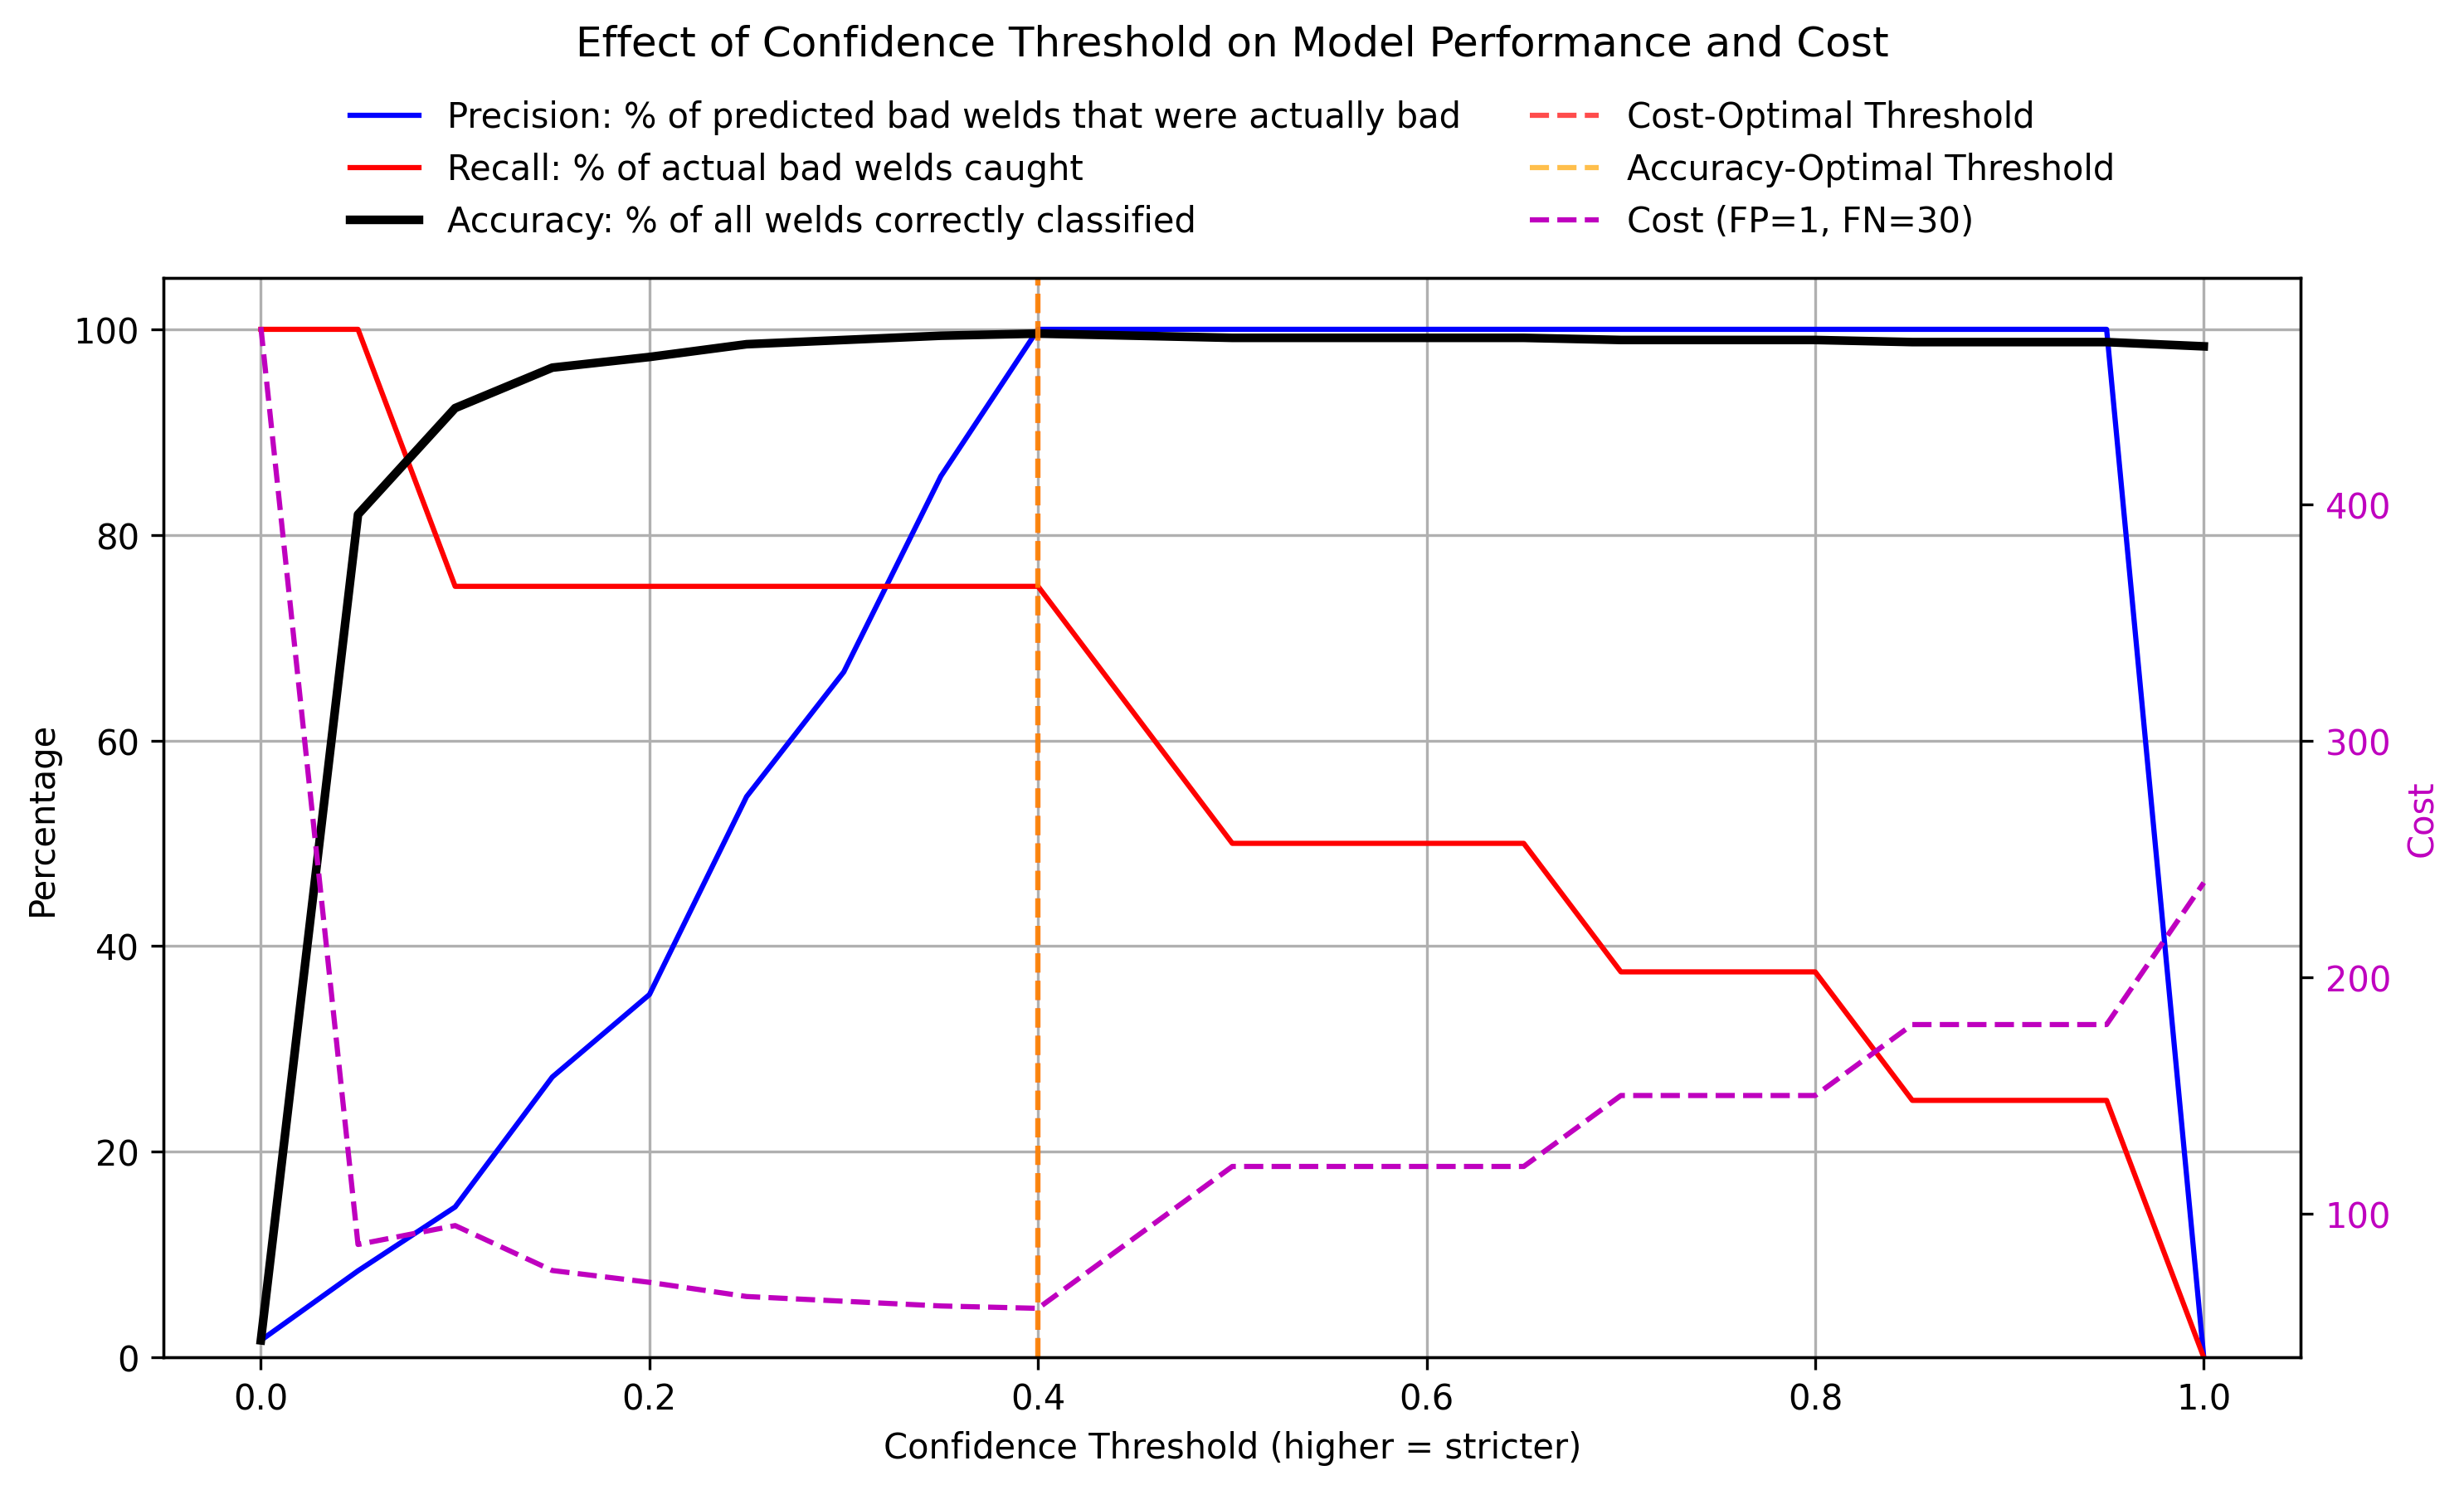 Effect of Confidence Threshold on Model Performance and Cost
Precision: % of predicted bad welds that were actually bad
Recall: % of actual bad welds caught
Accuracy: % of all welds correctly classified
Cost-Optimal Threshold
Accuracy-Optimal Threshold
Cost (FP=1, FN=30)
Percentage
100
80
60
40
20
0
400
300
200
100
Cost
0.0 0.2 0.4 0.6 0.8 1.0
Confidence Threshold (higher = stricter)